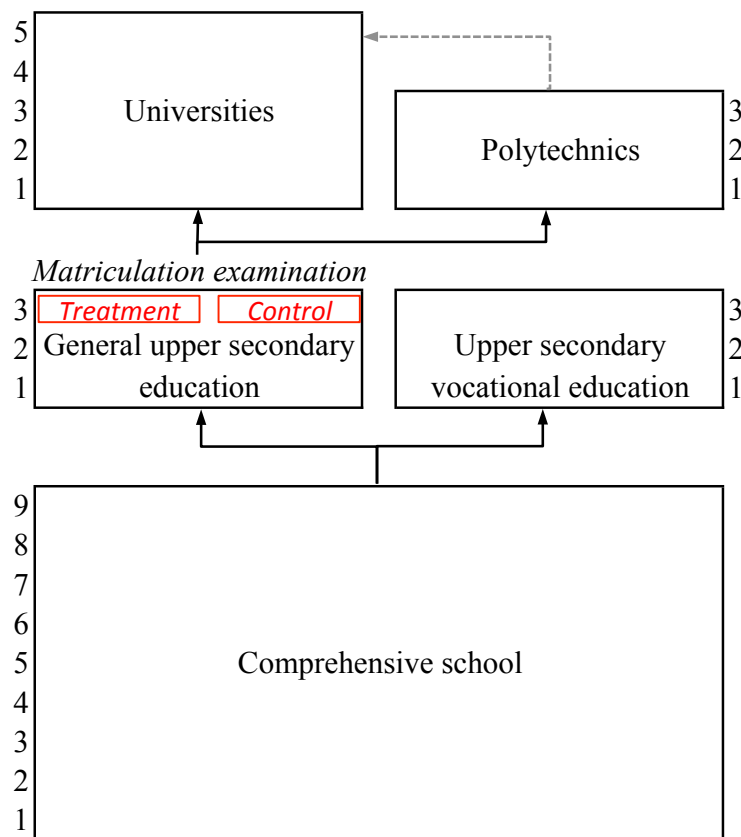 5
4
3
2
1
Universities
Polytechnics
3
2
1
Matriculation examination
3
2
1
Treatment
Control
General upper secondary
education
Upper secondary
vocational education
3
2
1
9
8
7
6
5
4
3
2
1
Comprehensive school